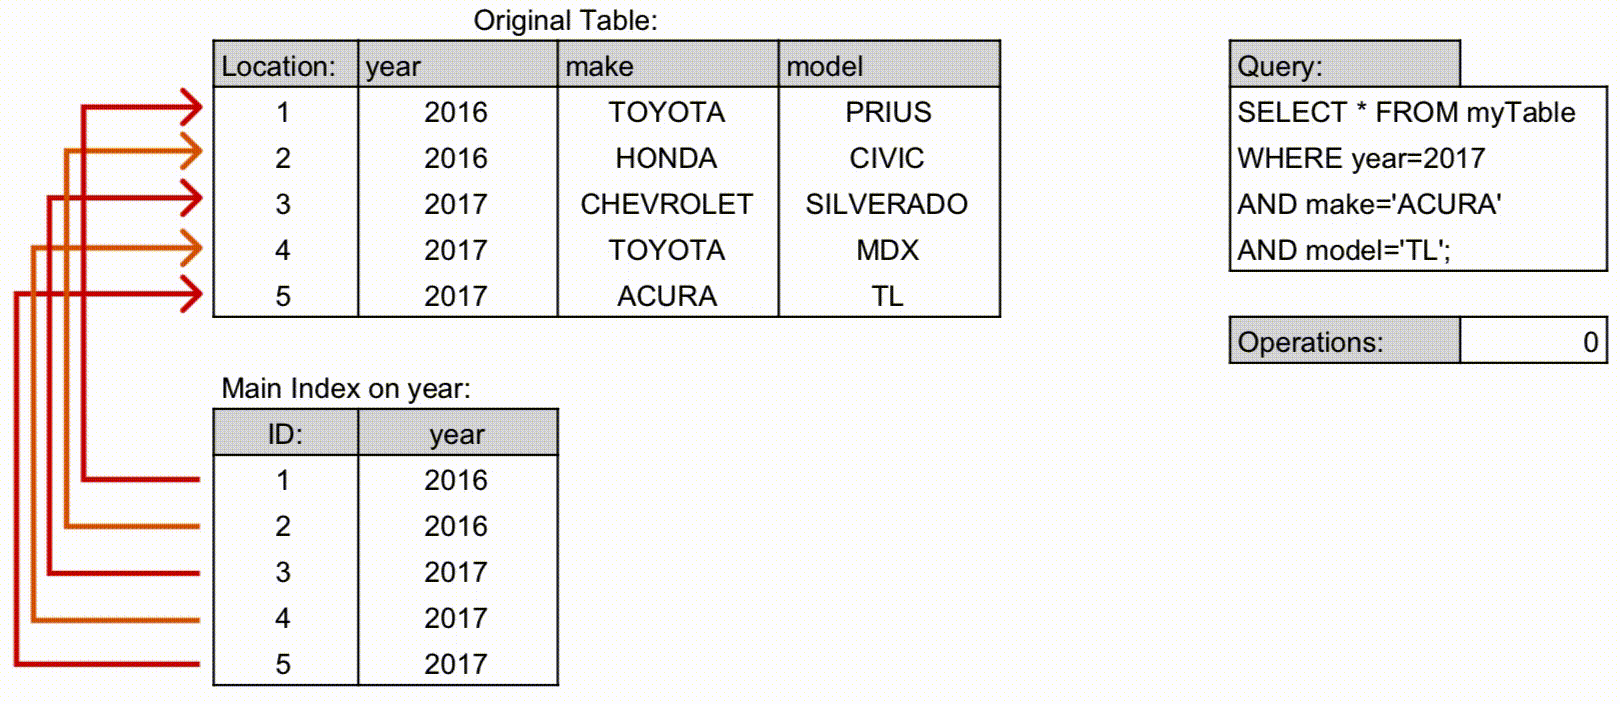 Original Table:
Location: year make model
1 2016 TOYOTA PRIUS
2 2016 HONDA CIVIC
3 2017 CHEVROLET SILVERADO
4 2017 TOYOTA MDX
5 2017 ACURA TL
Query:
SELECT * FROM myTable
WHERE year=2017
AND make='ACURA'
AND model='TL';
Operations: 0
Main Index on year:
ID: year
1 2016
2 2016
3 2017
4 2017
5 2017